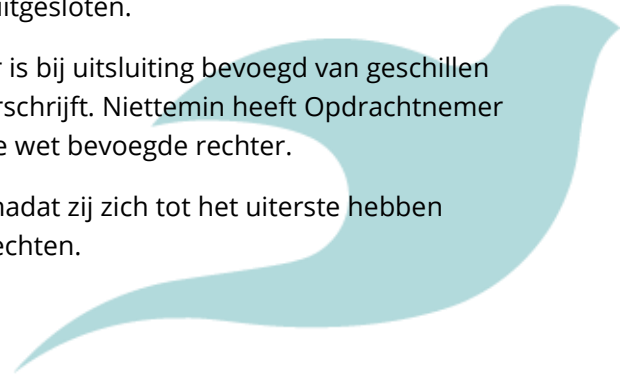 uitgesloten.
is bij uitsluiting bevoegd van geschillen
rschrijft. Niettemin heeft Opdrachtnemer
e wet bevoegde rechter.
nadat zij zich tot het uiterste hebben
echten.